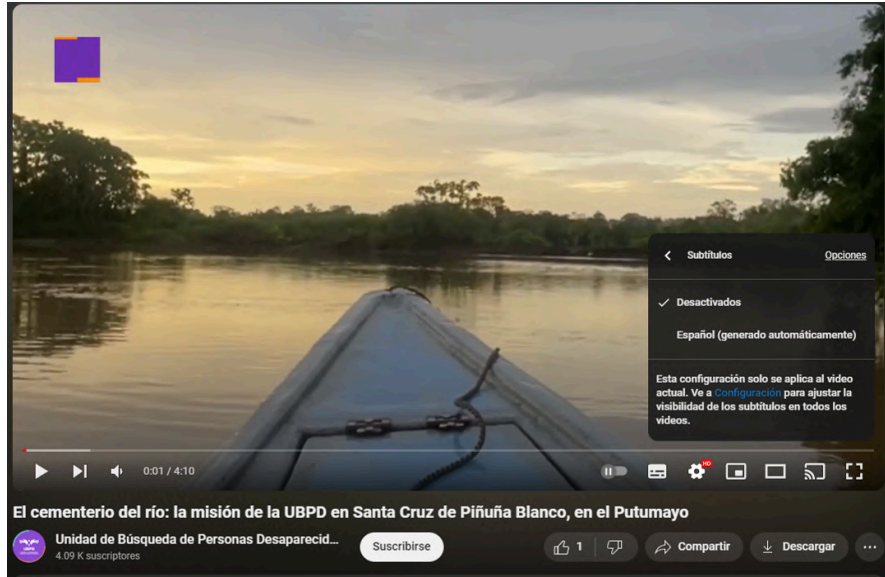 Subtítulos
Opciones
Desactivados
Español (generado automáticamente)
Esta configuración solo se aplica al video
actual. Ve a Configuración para ajustar la
visibilidad de los subtítulos en todos los
videos.
0:01 / 4:10
HD
El cementerio del río: la misión de la UBPD en Santa Cruz de Piñuña Blanco, en el Putumayo
Unidad de Búsqueda de Personas Desaparecid...
4.09 K suscriptores
Suscribirse
1
Compartir
Descargar
UBPD